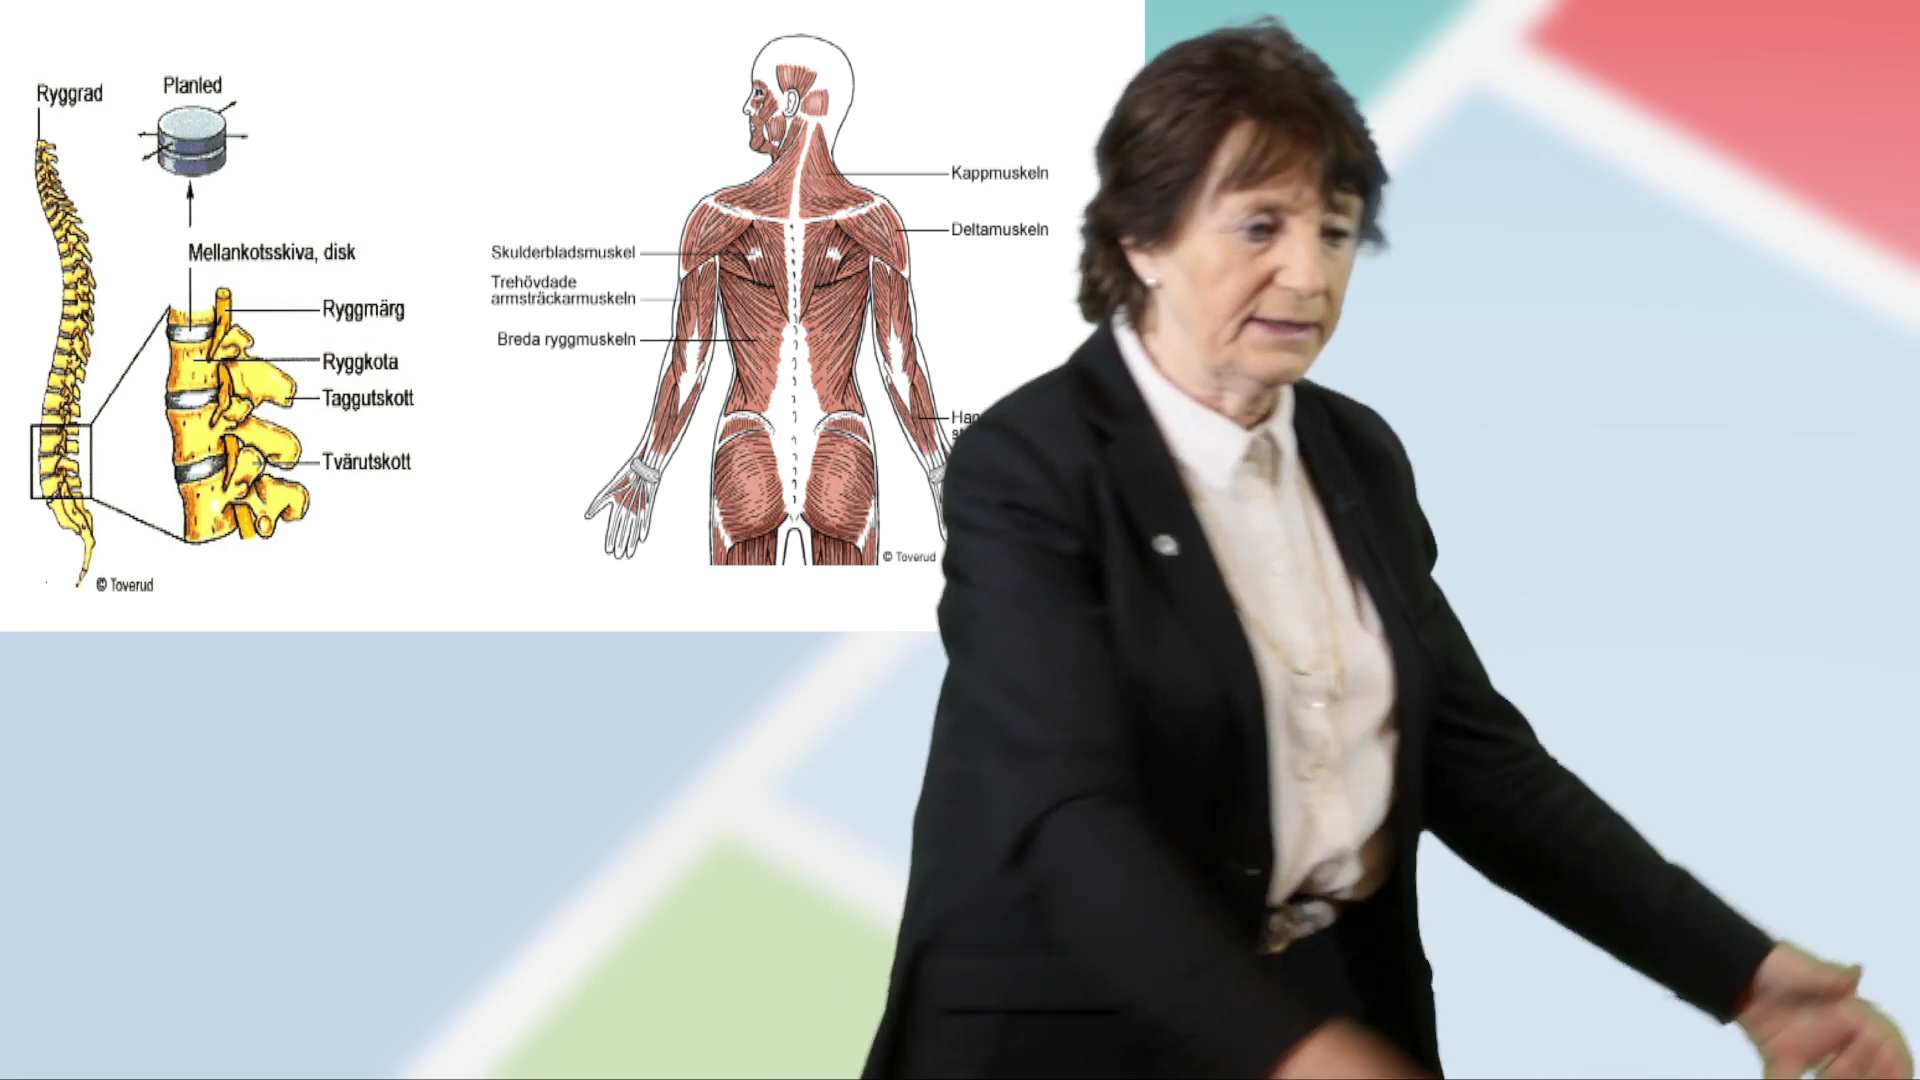 Ryggrad
Planled
Mellankotsskiva, disk
Ryggmärg
Ryggkota
Taggutskott
Tvärutskott
© Toverud
Kappmuskeln
Deltamuskeln
Skulderbladsmuskel
Trehövdade
armsträckarmuskeln
Breda ryggmuskeln
© Toverud